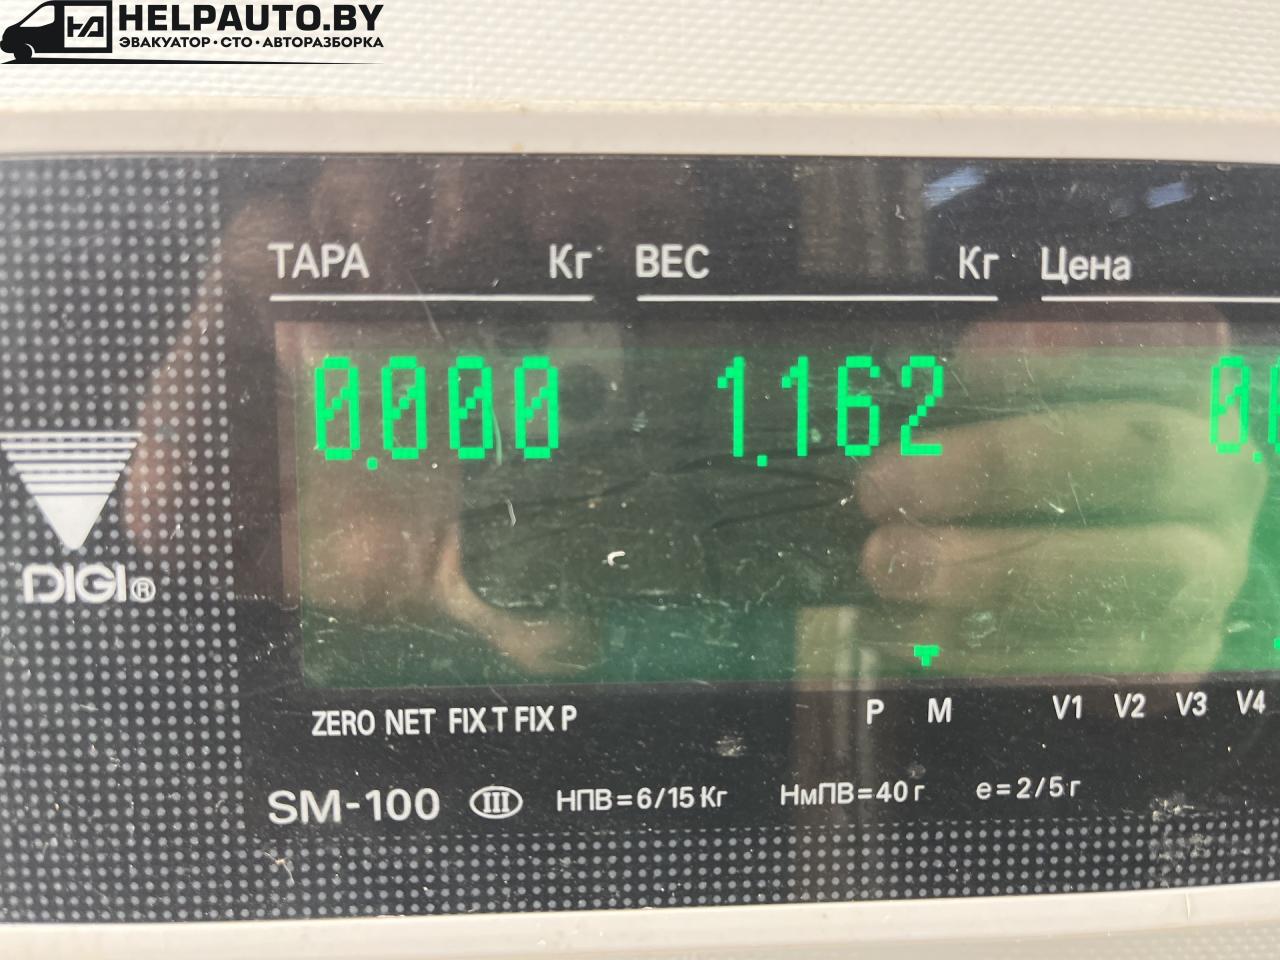 HELPAUTO.BY
ЭВАКУАТОР·СТО·АВТОРАЗБОРКА
ТАРА Кг ВЕС Кг Цена
0.000 1.162 0.
DIGI®
ZERO NET FIX T FIX P P M V1 V2 V3 V4
SM-100 III НПВ=6/15 Кг НмПВ=40 г e=2/5 г